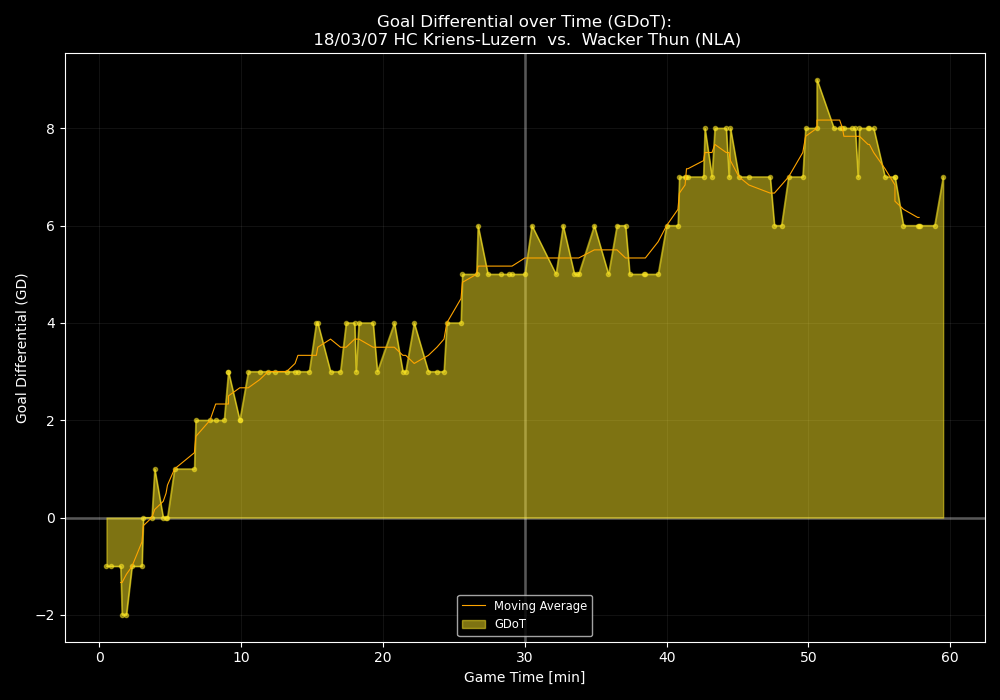 Goal Differential over Time (GDoT):
18/03/07 HC Kriens-Luzern  vs.  Wacker Thun (NLA)
Goal Differential (GD)
8
6
4
2
0
−2
Moving Average
GDoT
0 10 20 30 40 50 60
Game Time [min]